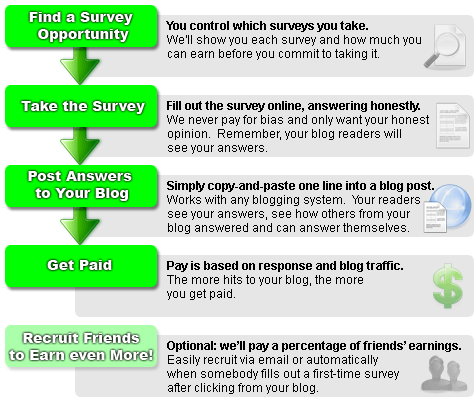 Find a Survey
Opportunity
You control which surveys you take.
We'll show you each survey and how much you
can earn before you commit to taking it.
Take the Survey
Fill out the survey online, answering honestly.
We never pay for bias and only want your honest
opinion.  Remember, your blog readers will
see your answers.
Post Answers
to Your Blog
Simply copy-and-paste one line into a blog post.
Works with any blogging system.  Your readers
see your answers, see how others from your
blog answered and can answer themselves.
Get Paid
Pay is based on response and blog traffic.
The more hits to your blog, the more
you get paid.
Recruit Friends
to Earn even More!
Optional: we'll pay a percentage of friends' earnings.
Easily recruit via email or automatically
when somebody fills out a first-time survey
after clicking from your blog.